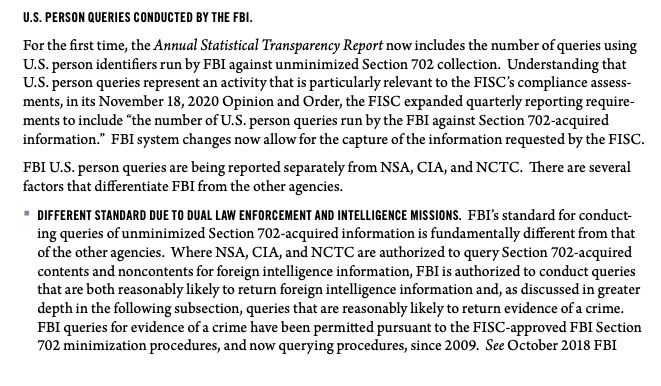 U.S. PERSON QUERIES CONDUCTED BY THE FBI.
For the first time, the Annual Statistical Transparency Report now includes the number of queries using
U.S. person identifiers run by FBI against unminimized Section 702 collection.  Understanding that
U.S. person queries represent an activity that is particularly relevant to the FISC's compliance assess-
ments, in its November 18, 2020 Opinion and Order, the FISC expanded quarterly reporting require-
ments to include “the number of U.S. person queries run by the FBI against Section 702-acquired
information.”  FBI system changes now allow for the capture of the information requested by the FISC.
FBI U.S. person queries are being reported separately from NSA, CIA, and NCTC.  There are several
factors that differentiate FBI from the other agencies.
▪ DIFFERENT STANDARD DUE TO DUAL LAW ENFORCEMENT AND INTELLIGENCE MISSIONS.  FBI's standard for conduct-
ing queries of unminimized Section 702-acquired information is fundamentally different from that
of the other agencies.  Where NSA, CIA, and NCTC are authorized to query Section 702-acquired
contents and noncontents for foreign intelligence information, FBI is authorized to conduct queries
that are both reasonably likely to return foreign intelligence information and, as discussed in greater
depth in the following subsection, queries that are reasonably likely to return evidence of a crime.
FBI queries for evidence of a crime have been permitted pursuant to the FISC-approved FBI Section
702 minimization procedures, and now querying procedures, since 2009.  See October 2018 FBI